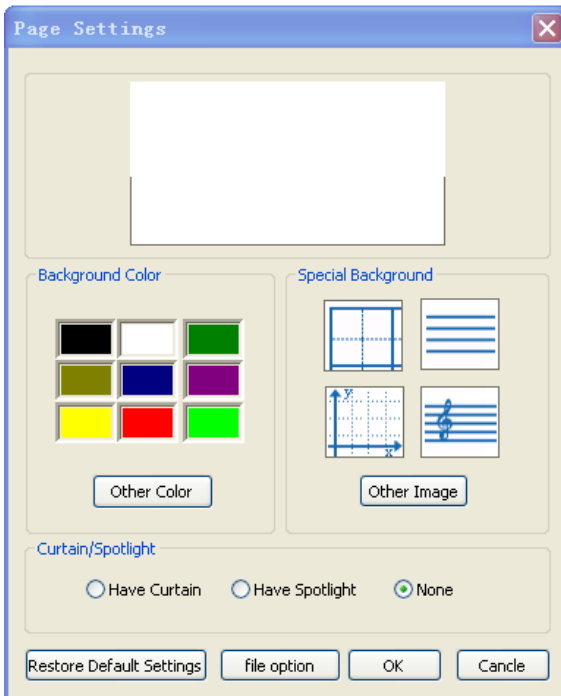 Page Settings
Background Color
Special Background
y
x
Other Color
Other Image
Curtain/Spotlight
Have Curtain Have Spotlight None
Restore Default Settings file option OK Cancle